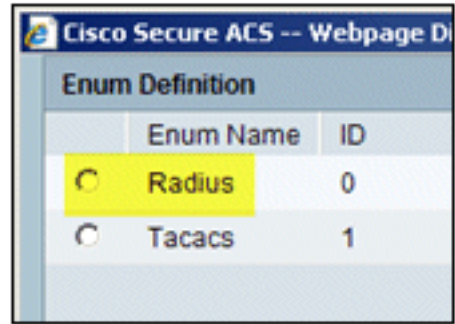 Cisco Secure ACS -- Webpage Di
Enum Definition
Enum Name ID
Radius 0
Tacacs 1